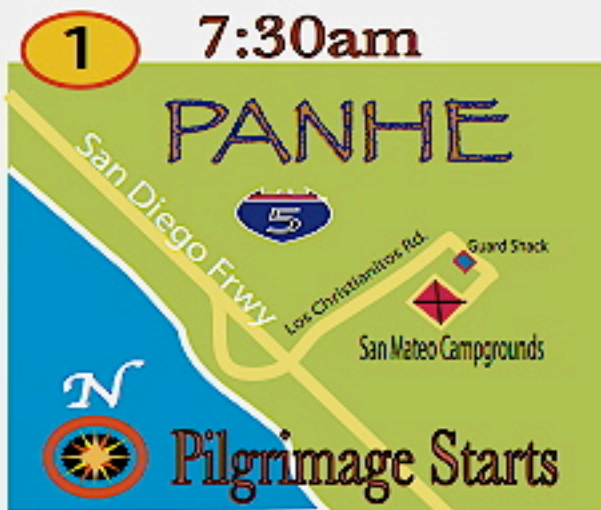 1
7:30am
PANHE
San Diego Frwy
5
Los Christianitos Rd.
Guard Shack
San Mateo Campgrounds
N
Pilgrimage Starts